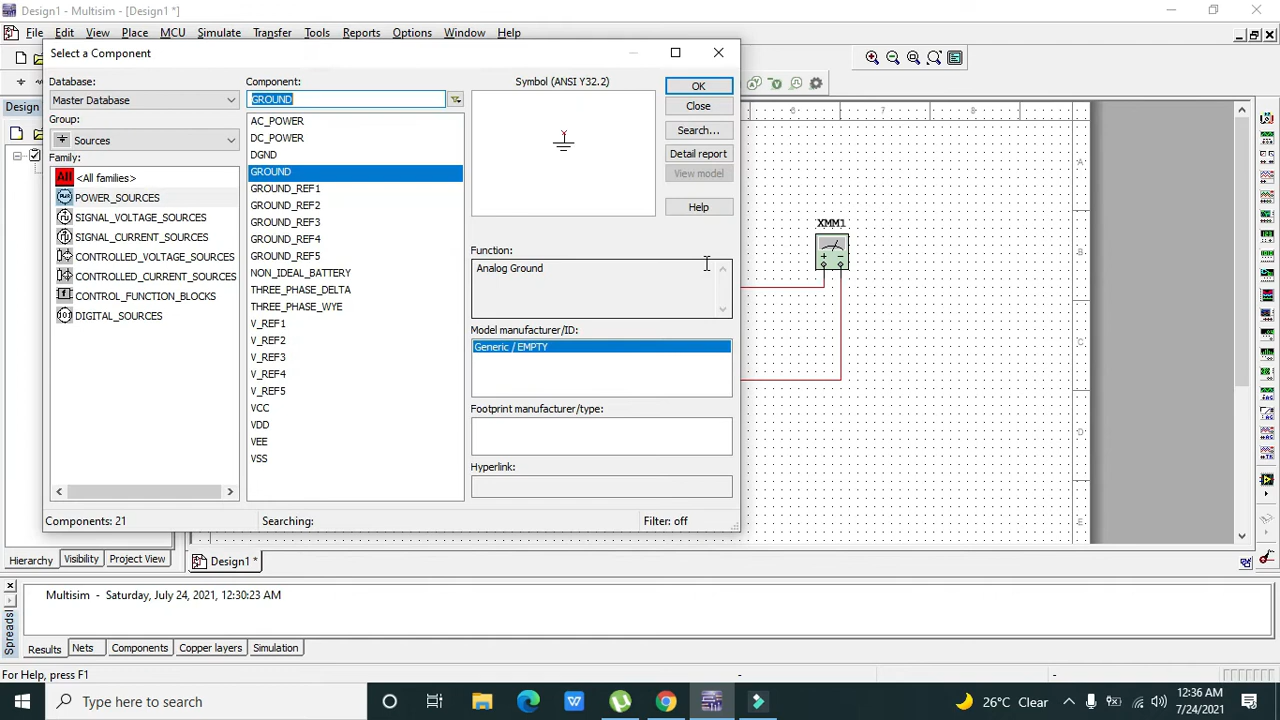 Design1 - Multisim - [Design1 *]
File Edit View Place MCU Simulate Transfer Tools Reports Options Window Help
Select a Component
Database:
Master Database
Group:
Sources
Family:
All <All families>
POWER_SOURCES
SIGNAL_VOLTAGE_SOURCES
SIGNAL_CURRENT_SOURCES
CONTROLLED_VOLTAGE_SOURCES
CONTROLLED_CURRENT_SOURCES
CONTROL_FUNCTION_BLOCKS
DIGITAL_SOURCES
Component:
GROUND
AC_POWER
DC_POWER
DGND
GROUND
GROUND_REF1
GROUND_REF2
GROUND_REF3
GROUND_REF4
GROUND_REF5
NON_IDEAL_BATTERY
THREE_PHASE_DELTA
THREE_PHASE_WYE
V_REF1
V_REF2
V_REF3
V_REF4
V_REF5
VCC
VDD
VEE
VSS
Symbol (ANSI Y32.2)
OK
Close
Search...
Detail report
View model
Help
Function:
Analog Ground
Model manufacturer/ID:
Generic / EMPTY
Footprint manufacturer/type:
Hyperlink:
Components: 21 Searching: Filter: off
Design
XMM1
6 7 8
A
B
C
D
E
Hierarchy Visibility Project View
Design1 *
Multisim - Saturday, July 24, 2021, 12:30:23 AM
Results Nets Components Copper layers Simulation
For Help, press F1
Type here to search
26°C Clear
12:36 AM
7/24/2021